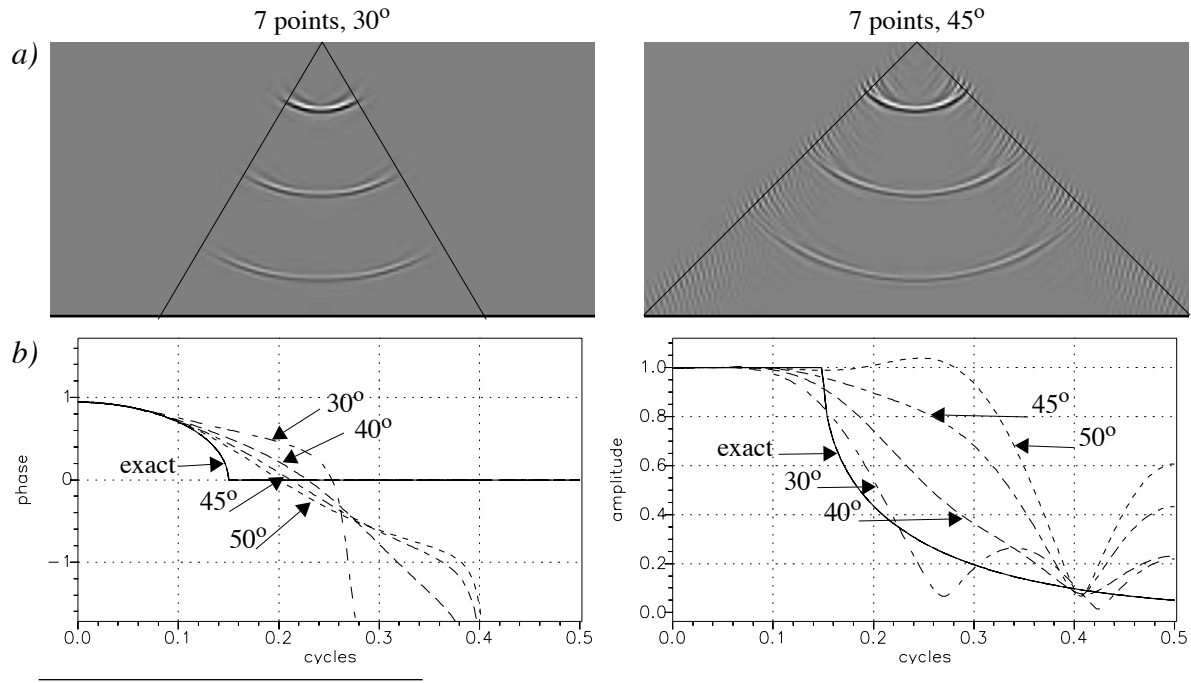 7 points, 30°
7 points, 45°
a)
b)
1
0
−1
phase
0.0 0.1 0.2 0.3 0.4 0.5
cycles
30°
40°
exact
45°
50°
1.0
0.8
0.6
0.4
0.2
0.0
amplitude
0.0 0.1 0.2 0.3 0.4 0.5
cycles
45°
50°
exact
30°
40°